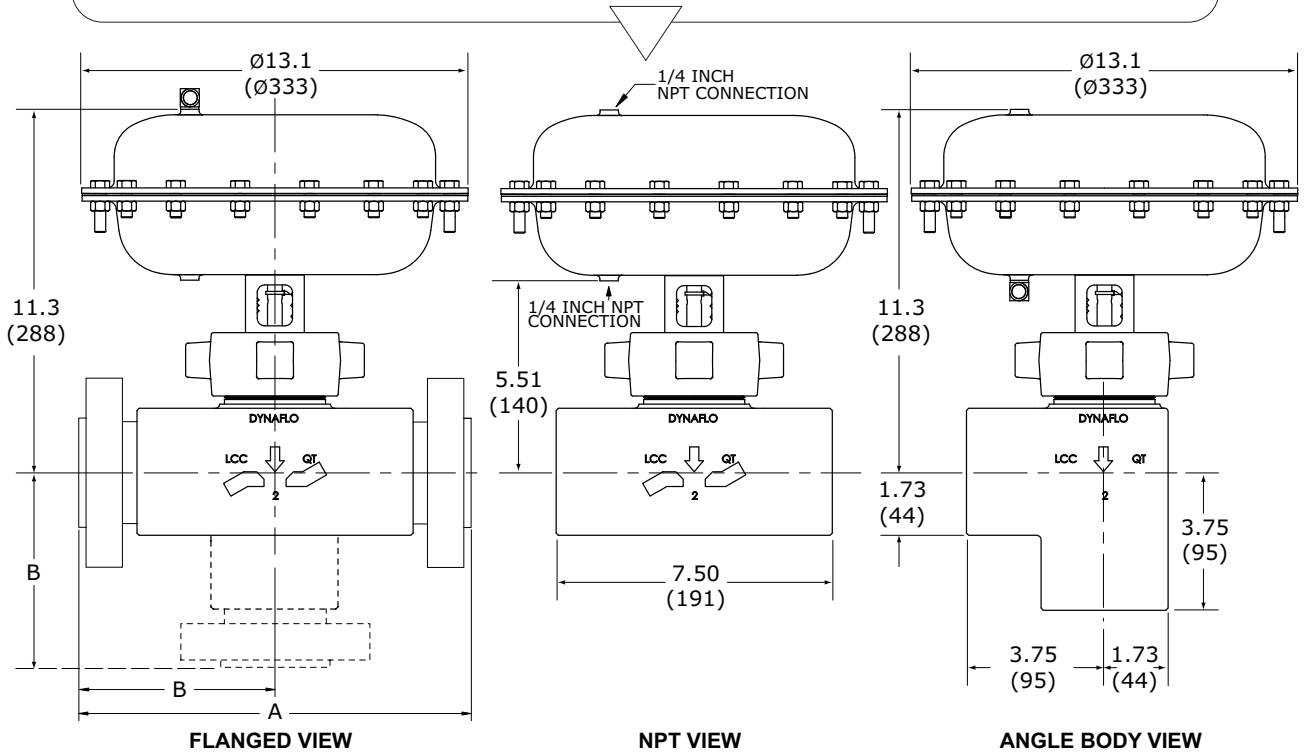 Ø13.1
(Ø333)
1/4 INCH
NPT CONNECTION
Ø13.1
(Ø333)
11.3
(288)
1/4 INCH NPT
CONNECTION
5.51
(140)
11.3
(288)
DYNAFLO
LCC
QT
2
DYNAFLO
LCC
QT
2
DYNAFLO
LCC
QT
2
1.73
(44)
3.75
(95)
B
7.50
(191)
3.75
(95)
1.73
(44)
B
A
FLANGED VIEW
NPT VIEW
ANGLE BODY VIEW